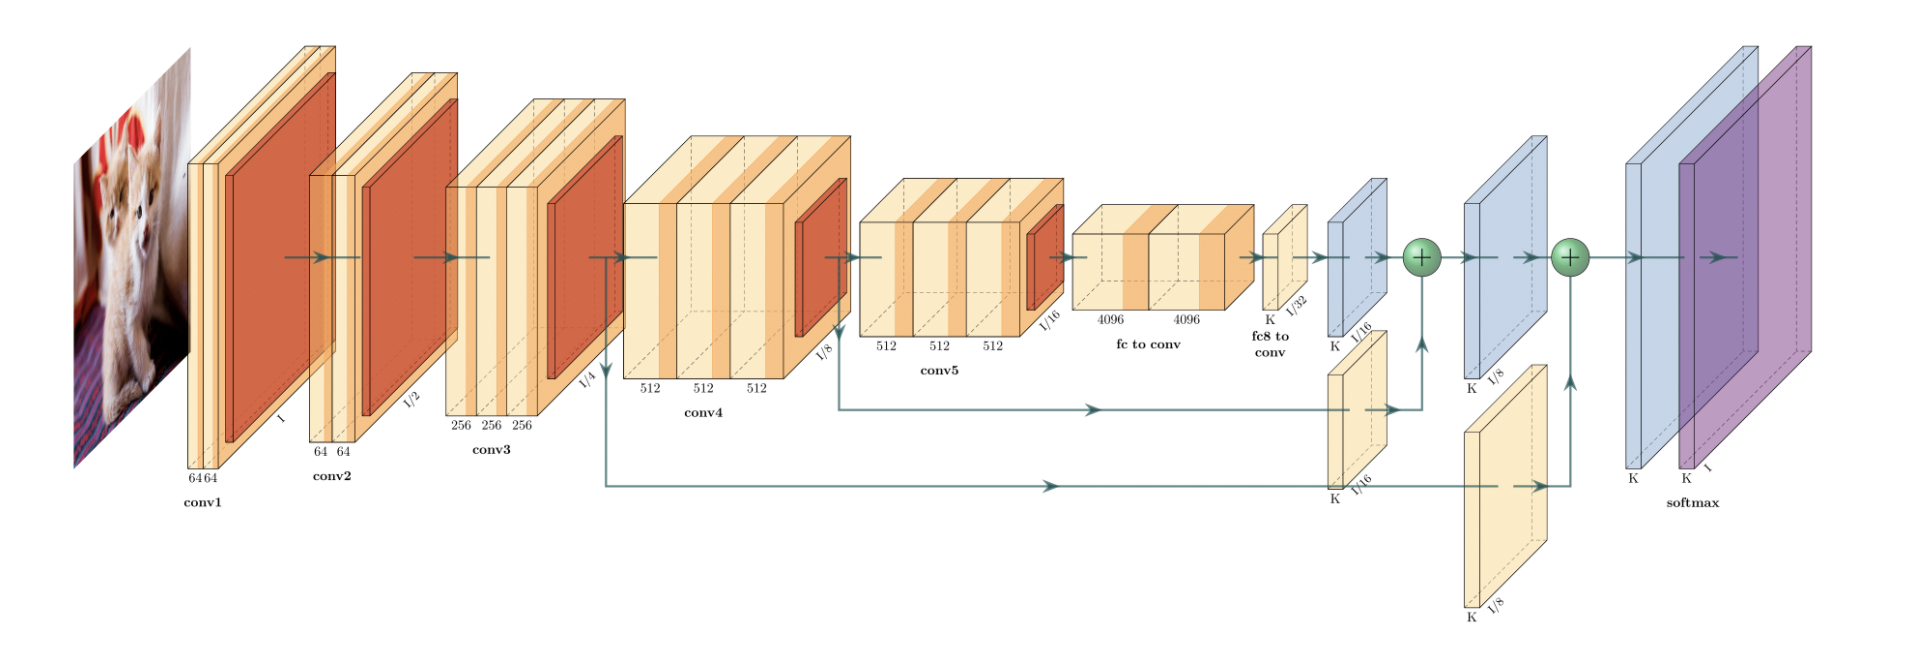 64 64
I
conv1
64 64
I/2
conv2
256 256 256
I/4
conv3
512 512 512
I/8
conv4
512 512 512
I/16
conv5
4096 4096
fc to conv
K
I/32
fc8 to
conv
K
I/16
+
K
I/16
K
I/8
+
K
I/8
K
K
I
softmax